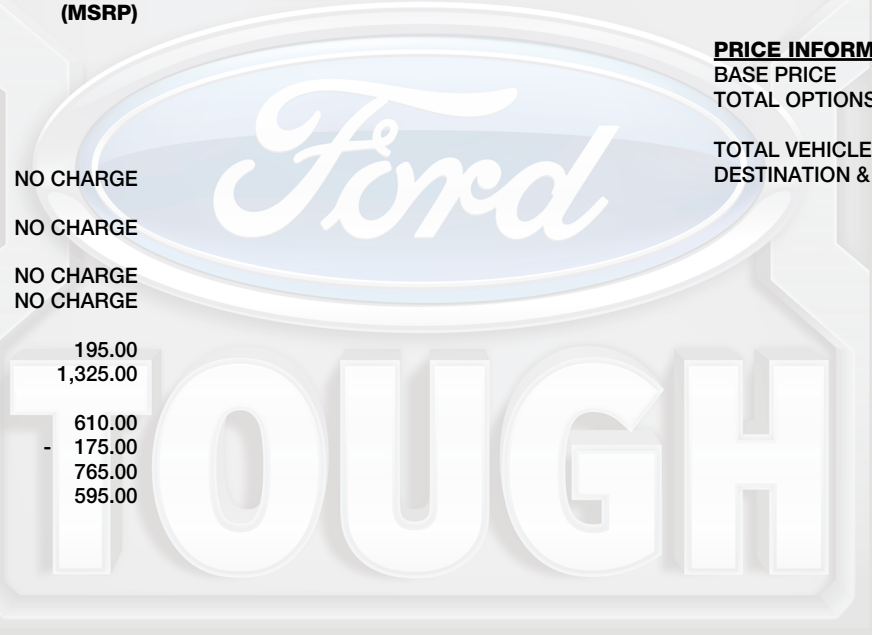 (MSRP)
PRICE INFORM
BASE PRICE
TOTAL OPTIONS
TOTAL VEHICLE
DESTINATION &
NO CHARGE
NO CHARGE
NO CHARGE
NO CHARGE
195.00
1,325.00
610.00
- 175.00
765.00
595.00
Ford
TOUGH